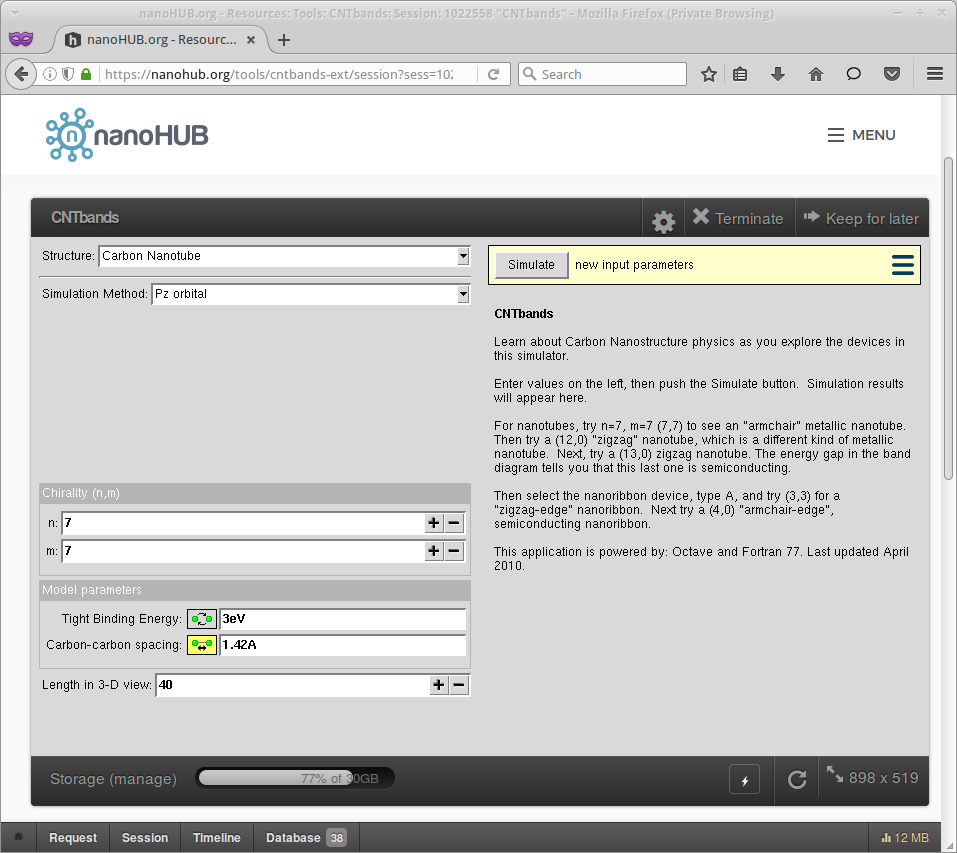 nanoHUB.org - Resources: Tools: CNTbands: Session: 1022558 "CNTbands" - Mozilla Firefox (Private Browsing)
nanoHUB.org - Resourc...
https://nanohub.org/tools/cntbands-ext/session?sess=102
Search
nanoHUB
MENU
CNTbands
Terminate
Keep for later
Structure: Carbon Nanotube
Simulation Method: Pz orbital
Chirality (n,m)
n: 7
m: 7
Model parameters
Tight Binding Energy: 3eV
Carbon-carbon spacing: 1.42A
Length in 3-D view: 40
Simulate new input parameters
CNTbands
Learn about Carbon Nanostructure physics as you explore the devices in
this simulator.
Enter values on the left, then push the Simulate button. Simulation results
will appear here.
For nanotubes, try n=7, m=7 (7,7) to see an "armchair" metallic nanotube.
Then try a (12,0) "zigzag" nanotube, which is a different kind of metallic
nanotube. Next, try a (13,0) zigzag nanotube. The energy gap in the band
diagram tells you that this last one is semiconducting.
Then select the nanoribbon device, type A, and try (3,3) for a
"zigzag-edge" nanoribbon. Next try a (4,0) "armchair-edge",
semiconducting nanoribbon.
This application is powered by: Octave and Fortran 77. Last updated April
2010.
Storage (manage)
77% of 30GB
898 x 519
Request
Session
Timeline
Database 38
12 MB